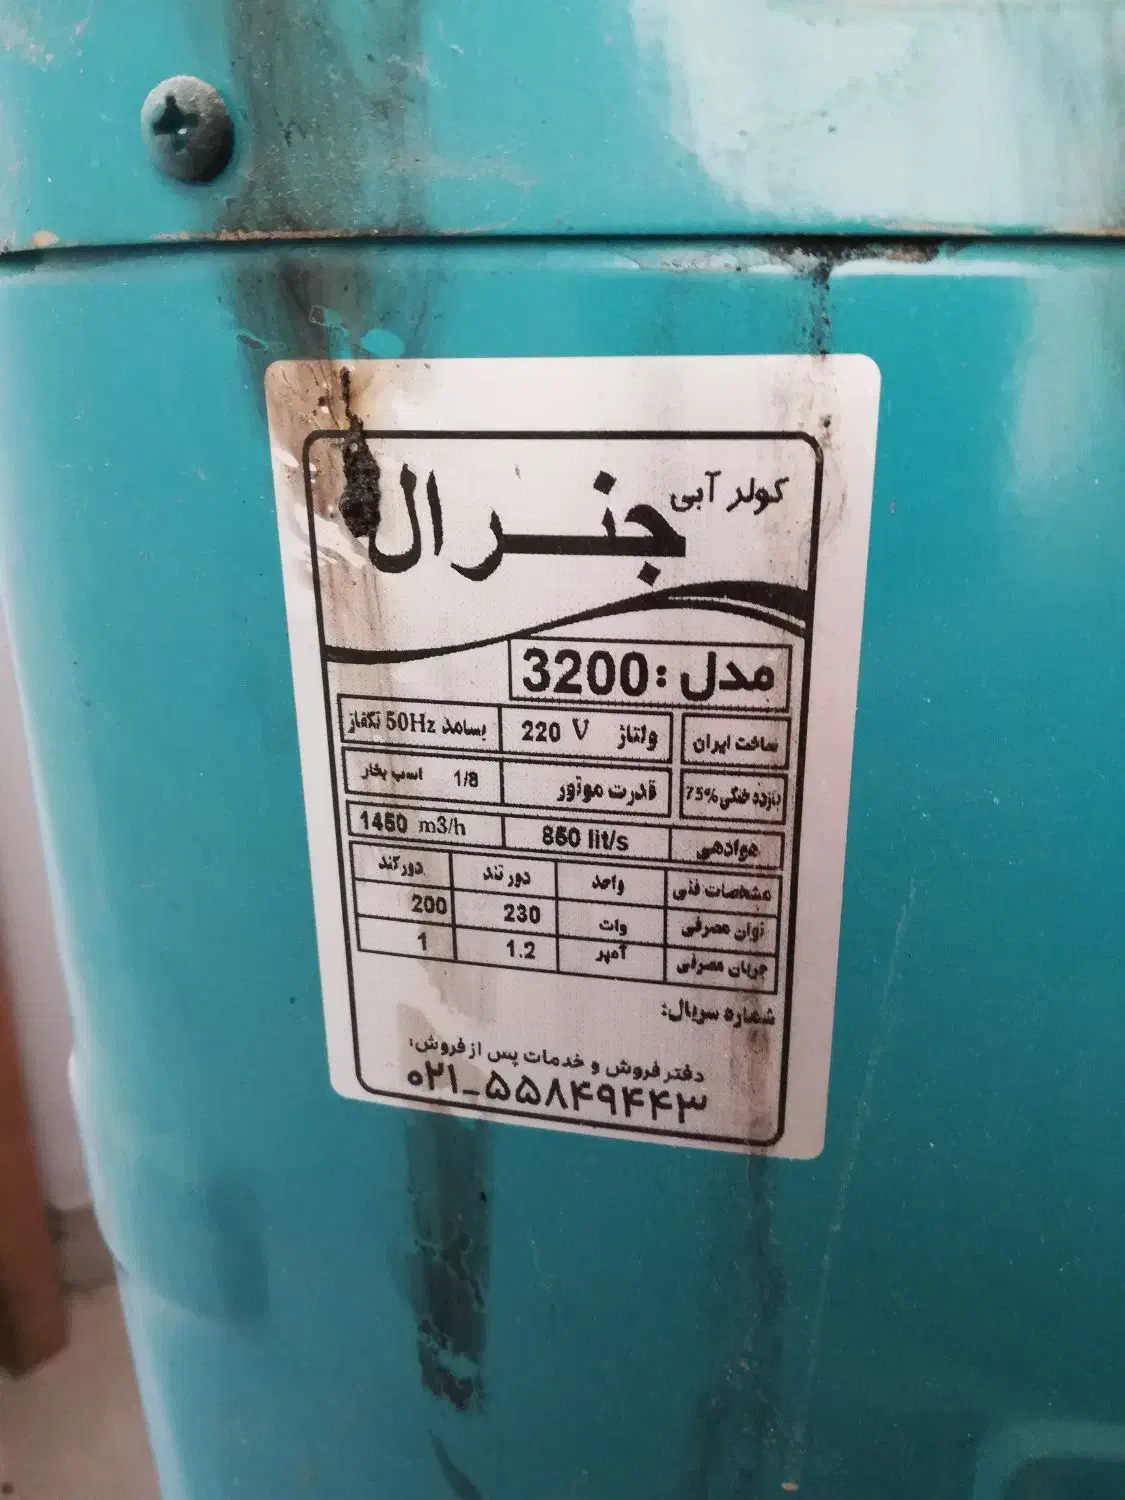 کولر آبی
جنرال
مدل : 3200
ساخت ایران ولتاژ 220 V بسامد 50Hz تکفاز
بازده خنکی 75% قدرت موتور 1/8 اسب بخار
هوادهی 850 lit/s 1450 m3/h
مشخصات فنی واحد دور تند دور کند
توان مصرفی وات 230 200
جریان مصرفی آمپر 1.2 1
شماره سریال:
دفتر فروش و خدمات پس از فروش:
۰۲۱-۵۵۸۴۹۴۴۳